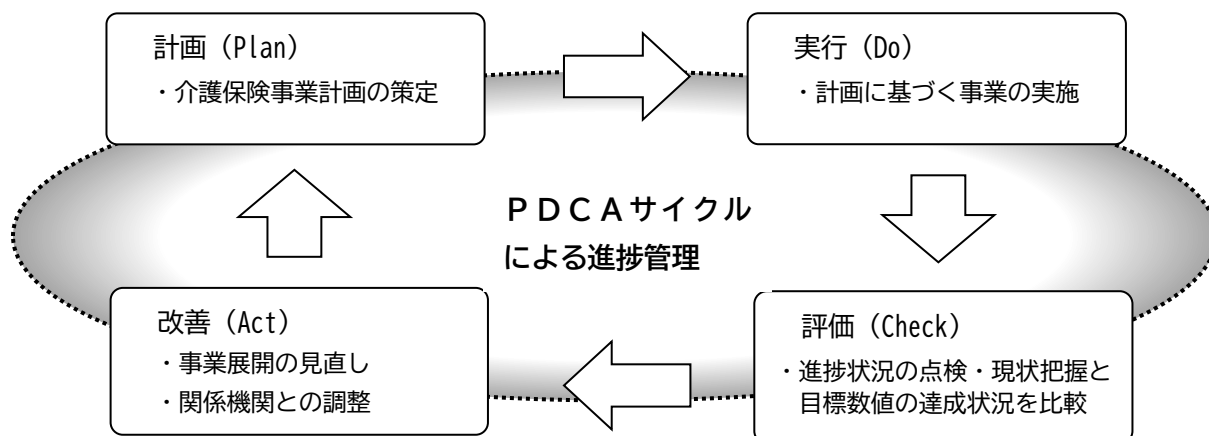 計画（Plan）
・介護保険事業計画の策定
実行（Do）
・計画に基づく事業の実施
ＰＤＣＡサイクル
による進捗管理
改善（Act）
・事業展開の見直し
・関係機関との調整
評価（Check）
・進捗状況の点検・現状把握と
目標数値の達成状況を比較